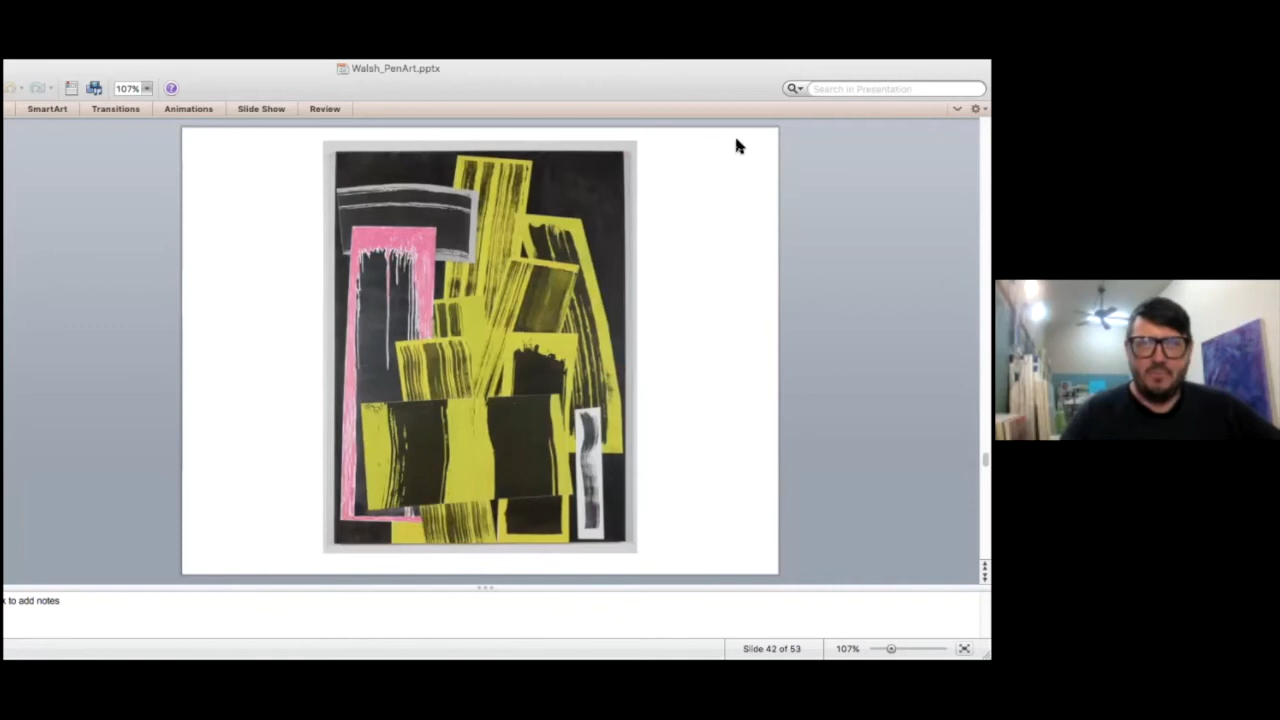 Walsh_PenArt.pptx
107%
Search in Presentation
SmartArt Transitions Animations Slide Show Review
k to add notes
Slide 42 of 53
107%